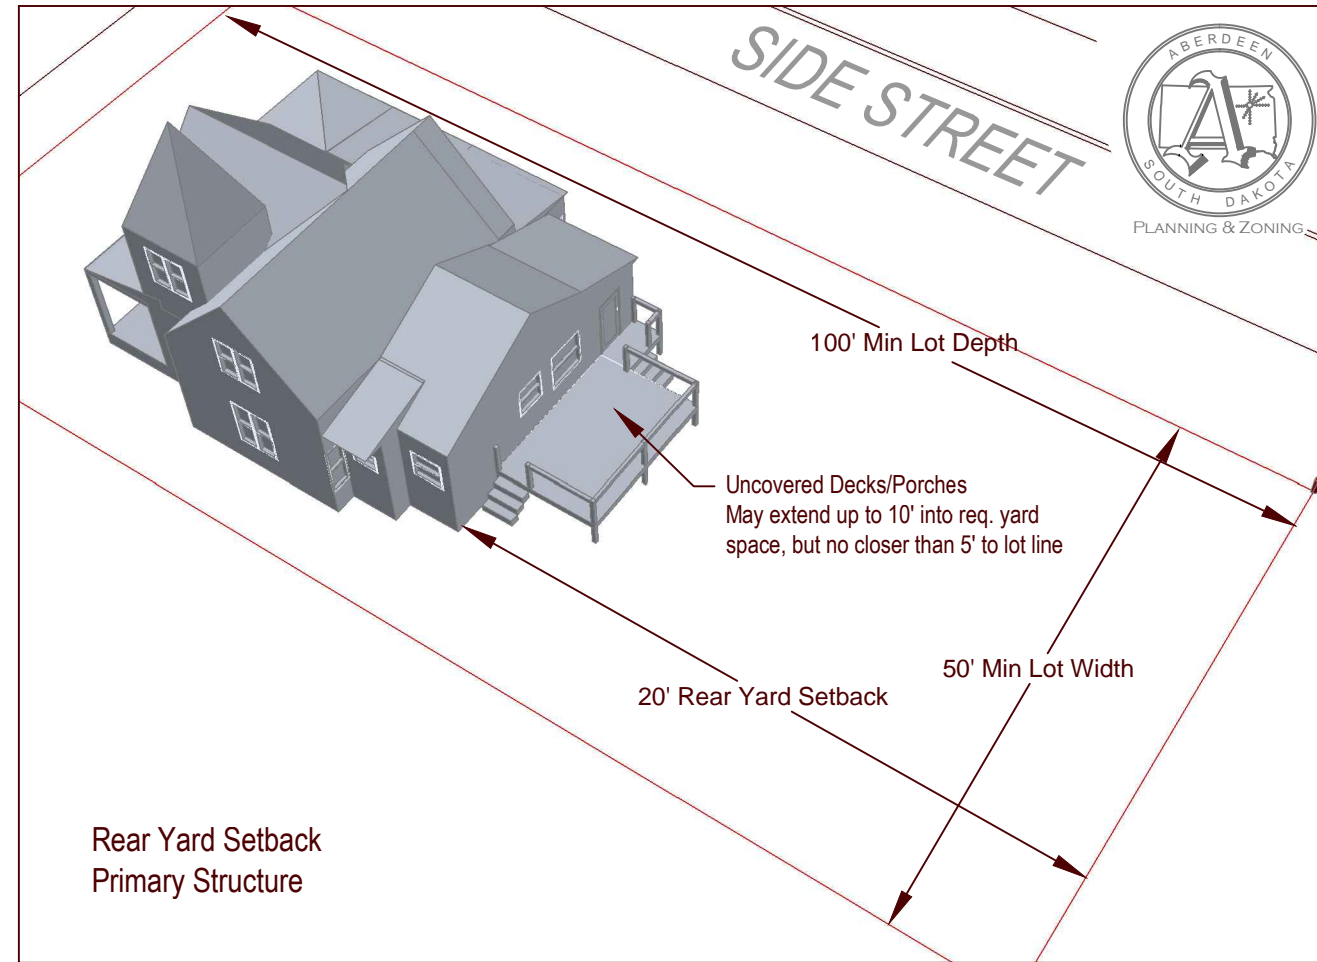 SIDE STREET
ABERDEEN
SOUTH DAKOTA
PLANNING & ZONING
100' Min Lot Depth
Uncovered Decks/Porches
May extend up to 10' into req. yard
space, but no closer than 5' to lot line
50' Min Lot Width
20' Rear Yard Setback
Rear Yard Setback
Primary Structure